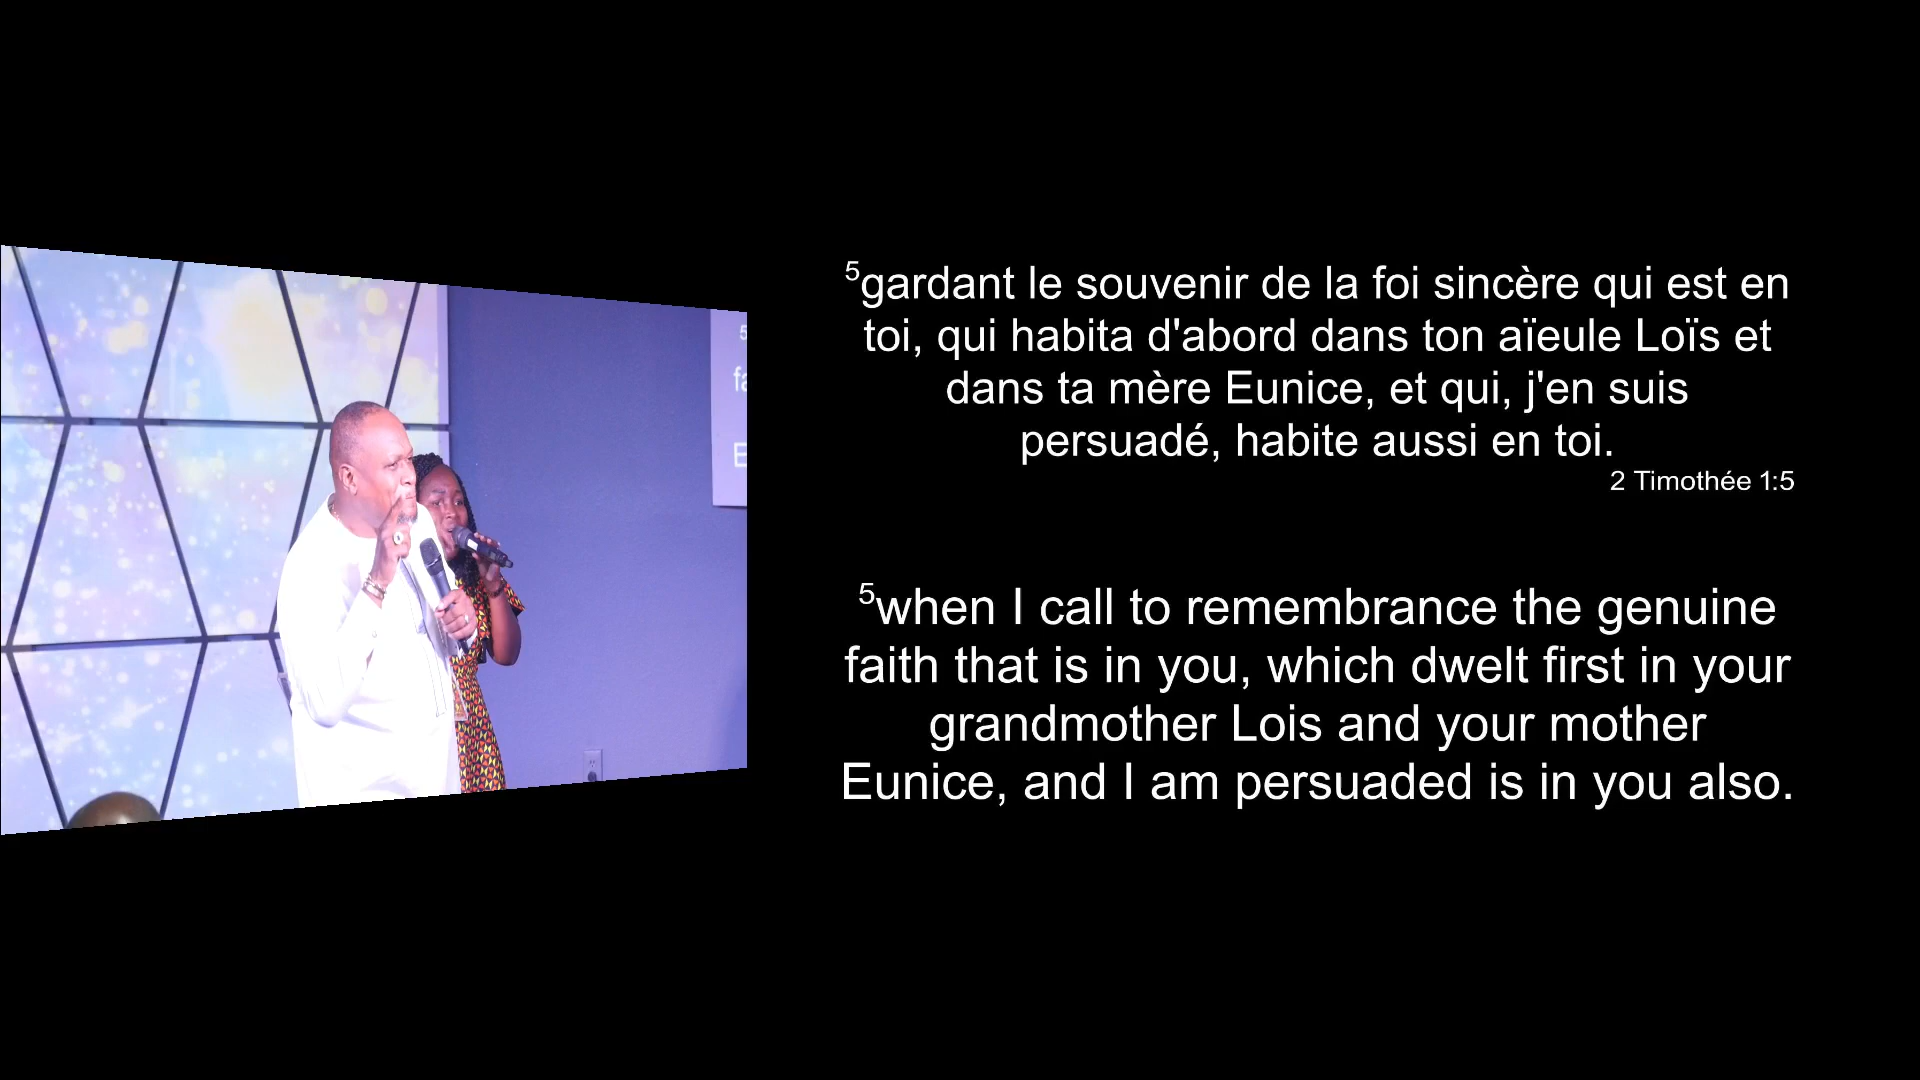 ⁵gardant le souvenir de la foi sincère qui est en
toi, qui habita d'abord dans ton aïeule Loïs et
dans ta mère Eunice, et qui, j'en suis
persuadé, habite aussi en toi.
2 Timothée 1:5
⁵when I call to remembrance the genuine
faith that is in you, which dwelt first in your
grandmother Lois and your mother
Eunice, and I am persuaded is in you also.